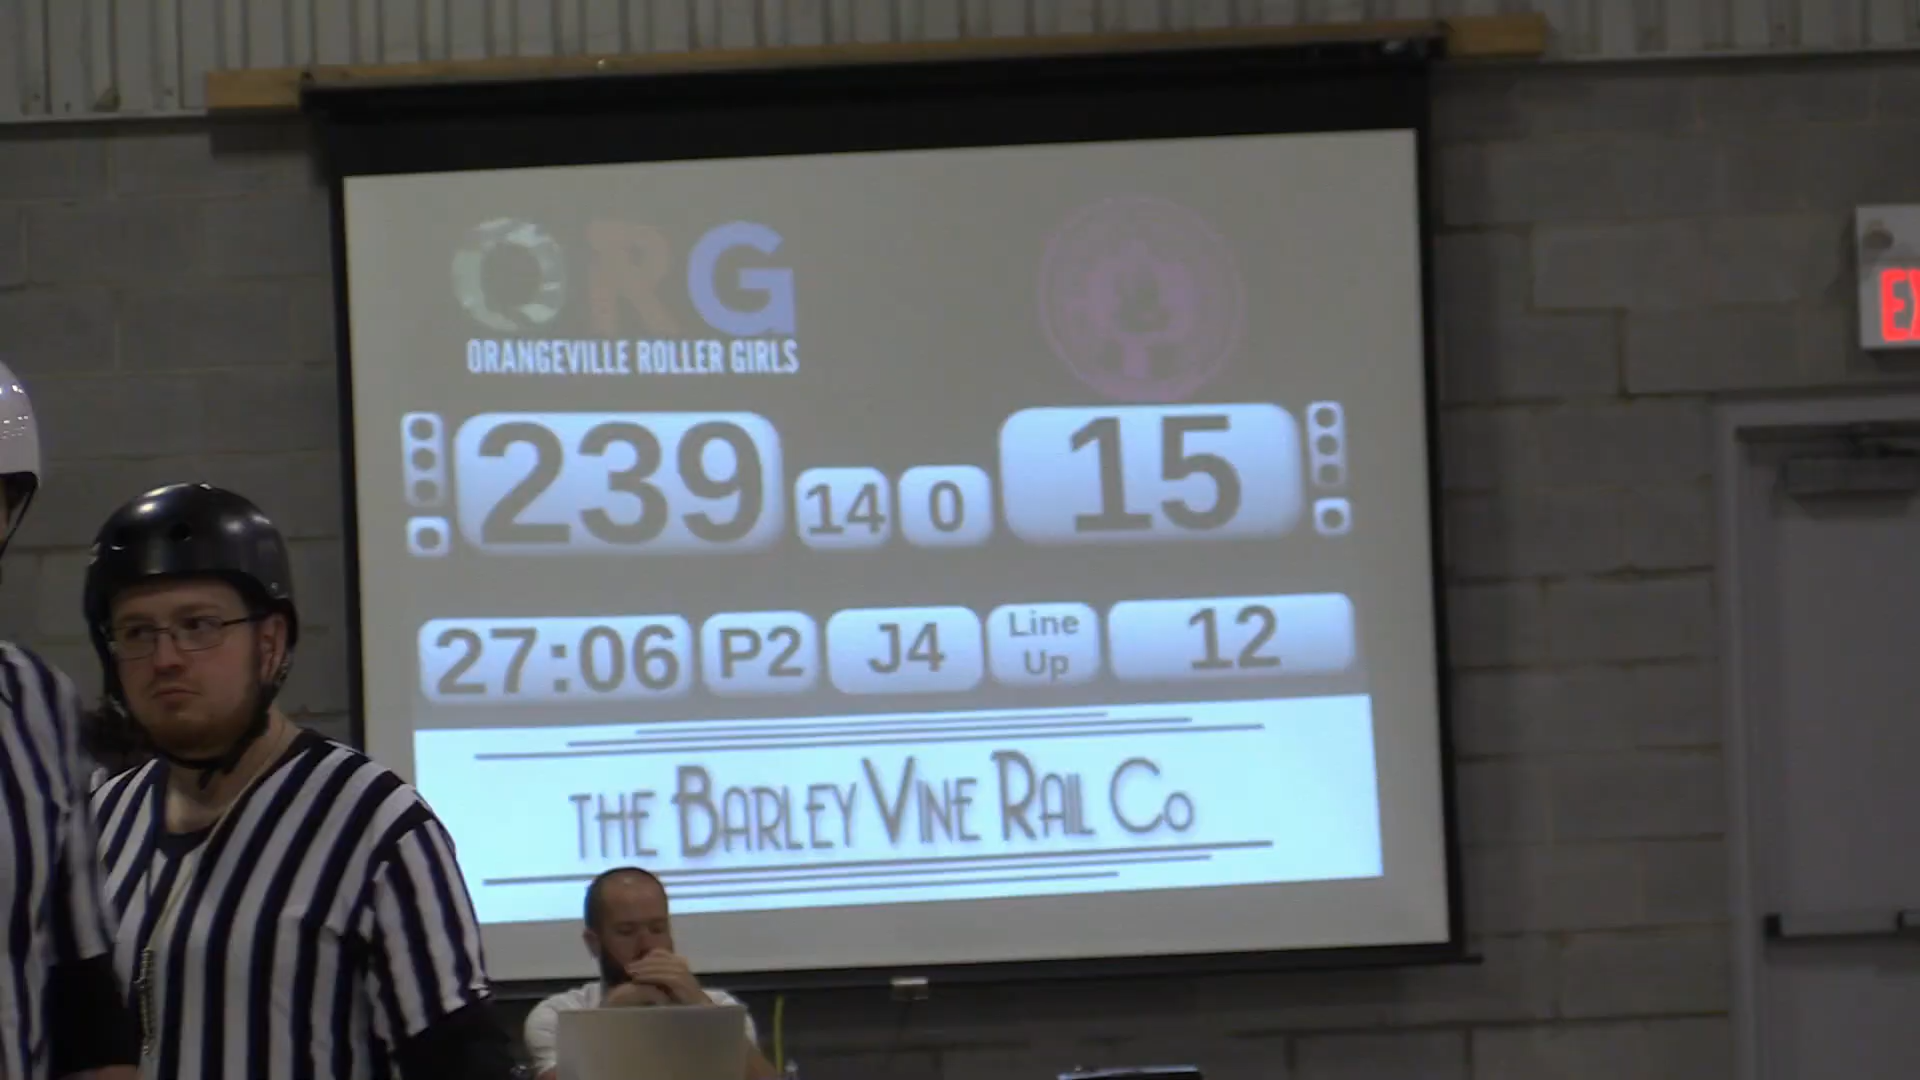 ORG
ORANGEVILLE ROLLER GIRLS
239 14 0 15
27:06 P2 J4 Line Up 12
THE BARLEY VINE RAIL CO
EX